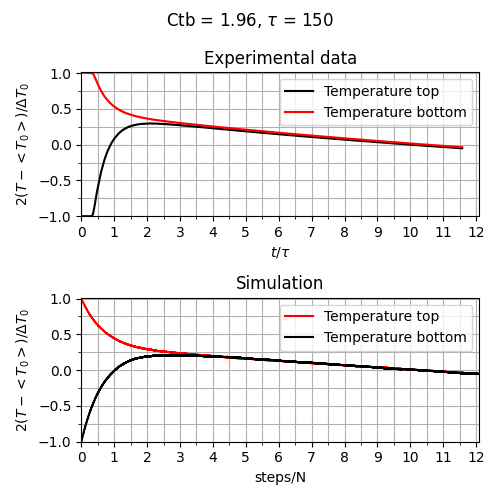 Ctb = 1.96, τ = 150
Experimental data
2(T − <T₀>)/ΔT₀
1.0
0.5
0.0
−0.5
−1.0
Temperature top
Temperature bottom
0 1 2 3 4 5 6 7 8 9 10 11 12
t/τ
Simulation
2(T − <T₀>)/ΔT₀
1.0
0.5
0.0
−0.5
−1.0
Temperature top
Temperature bottom
0 1 2 3 4 5 6 7 8 9 10 11 12
steps/N